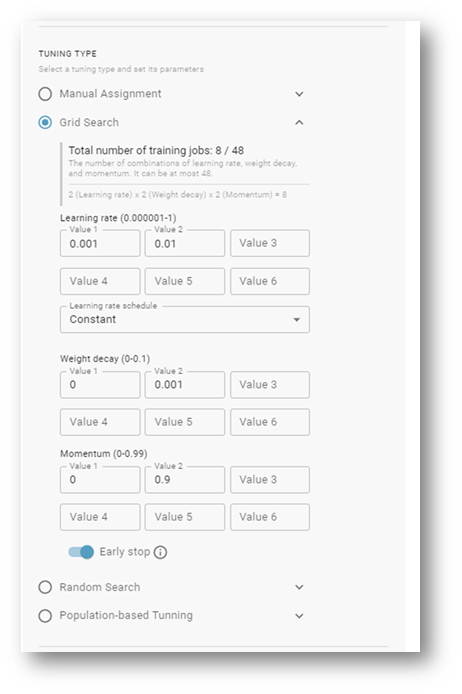 TUNING TYPE
Select a tuning type and set its parameters
Manual Assignment
Grid Search
Total number of training jobs: 8 / 48
The number of combinations of learning rate, weight decay,
and momentum. It can be at most 48.
2 (Learning rate) x 2 (Weight decay) x 2 (Momentum) = 8
Learning rate (0.000001-1)
Value 1 Value 2
0.001 0.01 Value 3
Value 4 Value 5 Value 6
Learning rate schedule
Constant
Weight decay (0-0.1)
Value 1 Value 2
0 0.001 Value 3
Value 4 Value 5 Value 6
Momentum (0-0.99)
Value 1 Value 2
0 0.9 Value 3
Value 4 Value 5 Value 6
Early stop
Random Search
Population-based Tunning